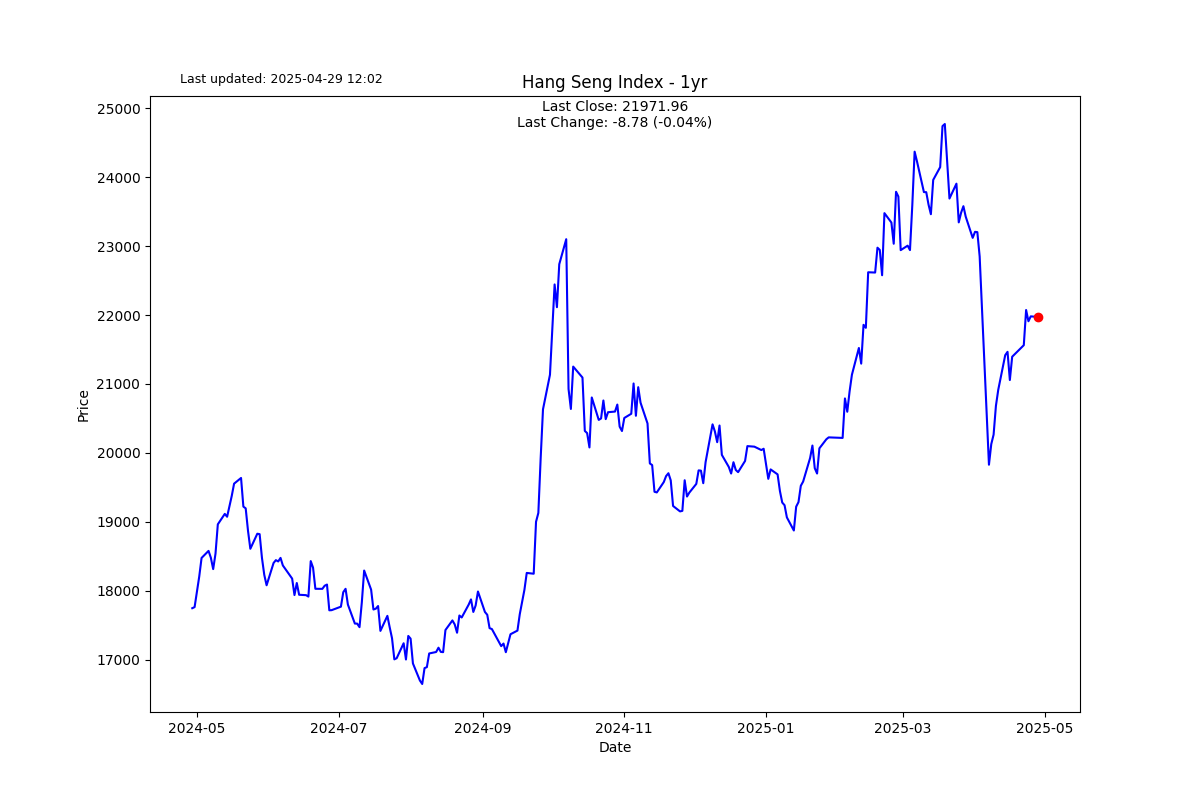 Last updated: 2025-04-29 12:02
Hang Seng Index - 1yr
Last Close: 21971.96
Last Change: -8.78 (-0.04%)
25000
24000
23000
22000
21000
20000
19000
18000
17000
Price
2024-05
2024-07
2024-09
2024-11
2025-01
2025-03
2025-05
Date